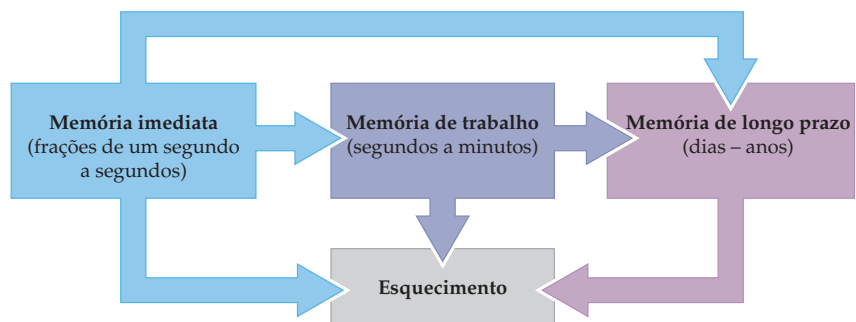 Memória imediata
(frações de um segundo
a segundos)
Memória de trabalho
(segundos a minutos)
Memória de longo prazo
(dias – anos)
Esquecimento